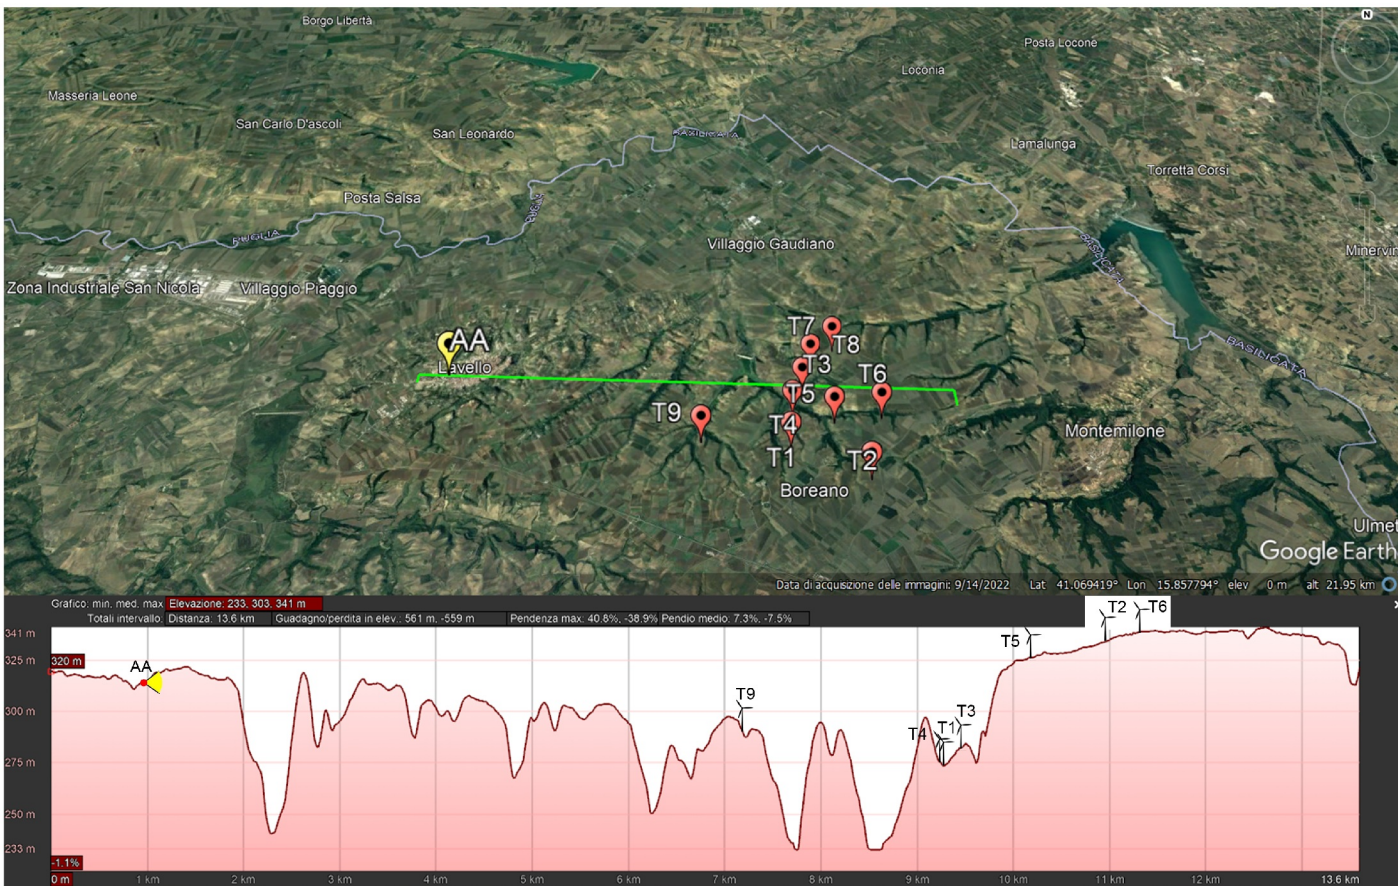 N
Borgo Libertà
Posta Locone
Loconia
Masseria Leone
San Carlo D'ascoli
San Leonardo
BASILICATA
Lamalunga
Torretta Corsi
Posta Salsa
PUGLIA
PUGLIA
Villaggio Gaudiano
BASILICATA
Minervin
Zona Industriale San Nicola
Villaggio Piaggio
T7
AA
T8
Lavello
T3
T6
BASILICATA
T5
T9
T4
Montemilone
T1
T2
Boreano
Ulmet
Google Earth
Data di acquisizione delle immagini: 9/14/2022 Lat 41.069419° Lon 15.857794° elev 0 m alt 21.95 km
Grafico: min, med, max Elevazione: 233, 303, 341 m
Totali intervallo: Distanza: 13.6 km Guadagno/perdita in elev.: 561 m, -559 m Pendenza max: 40.8%, -38.9% Pendio medio: 7.3%, -7.5%
341 m
325 m
320 m
300 m
275 m
250 m
233 m
AA
T9
T4
T1
T3
T5
T2
T6
-1.1%
0 m 1 km 2 km 3 km 4 km 5 km 6 km 7 km 8 km 9 km 10 km 11 km 12 km 13.6 km